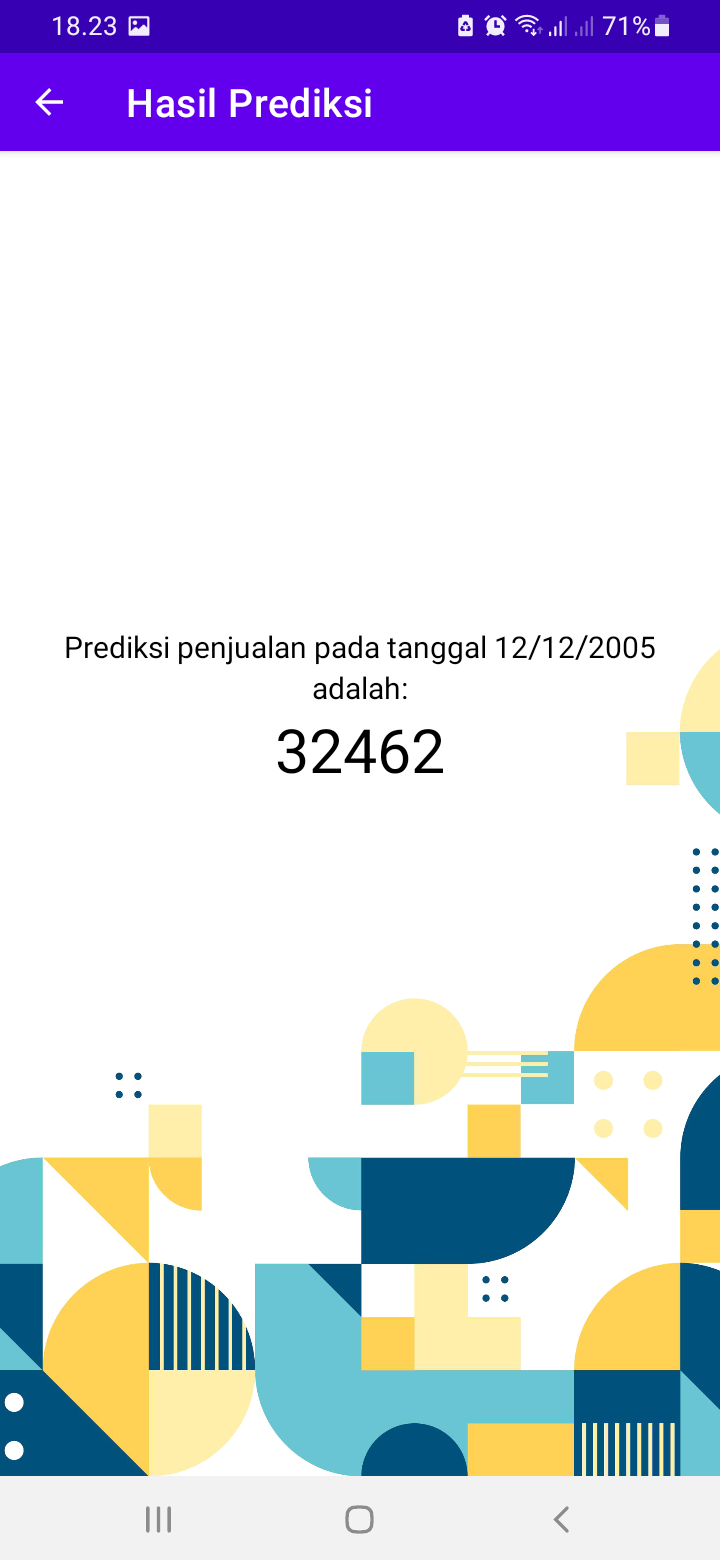 18.23
71%
Hasil Prediksi
Prediksi penjualan pada tanggal 12/12/2005
adalah:
32462